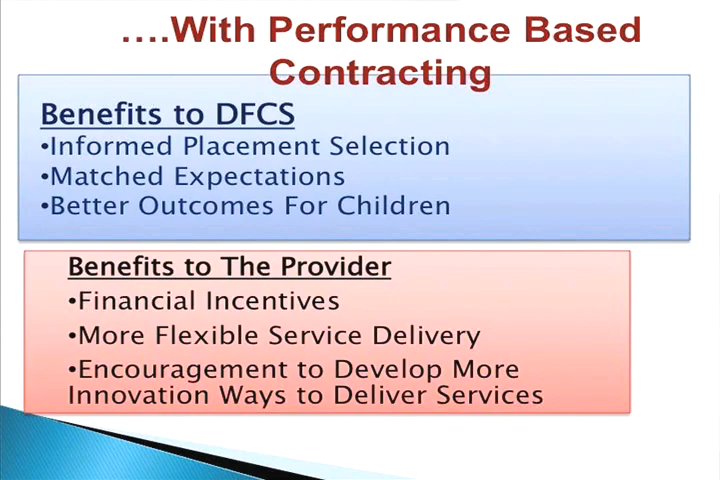 ....With Performance Based
Contracting
Benefits to DFCS
•Informed Placement Selection
•Matched Expectations
•Better Outcomes For Children
Benefits to The Provider
•Financial Incentives
•More Flexible Service Delivery
•Encouragement to Develop More
Innovation Ways to Deliver Services